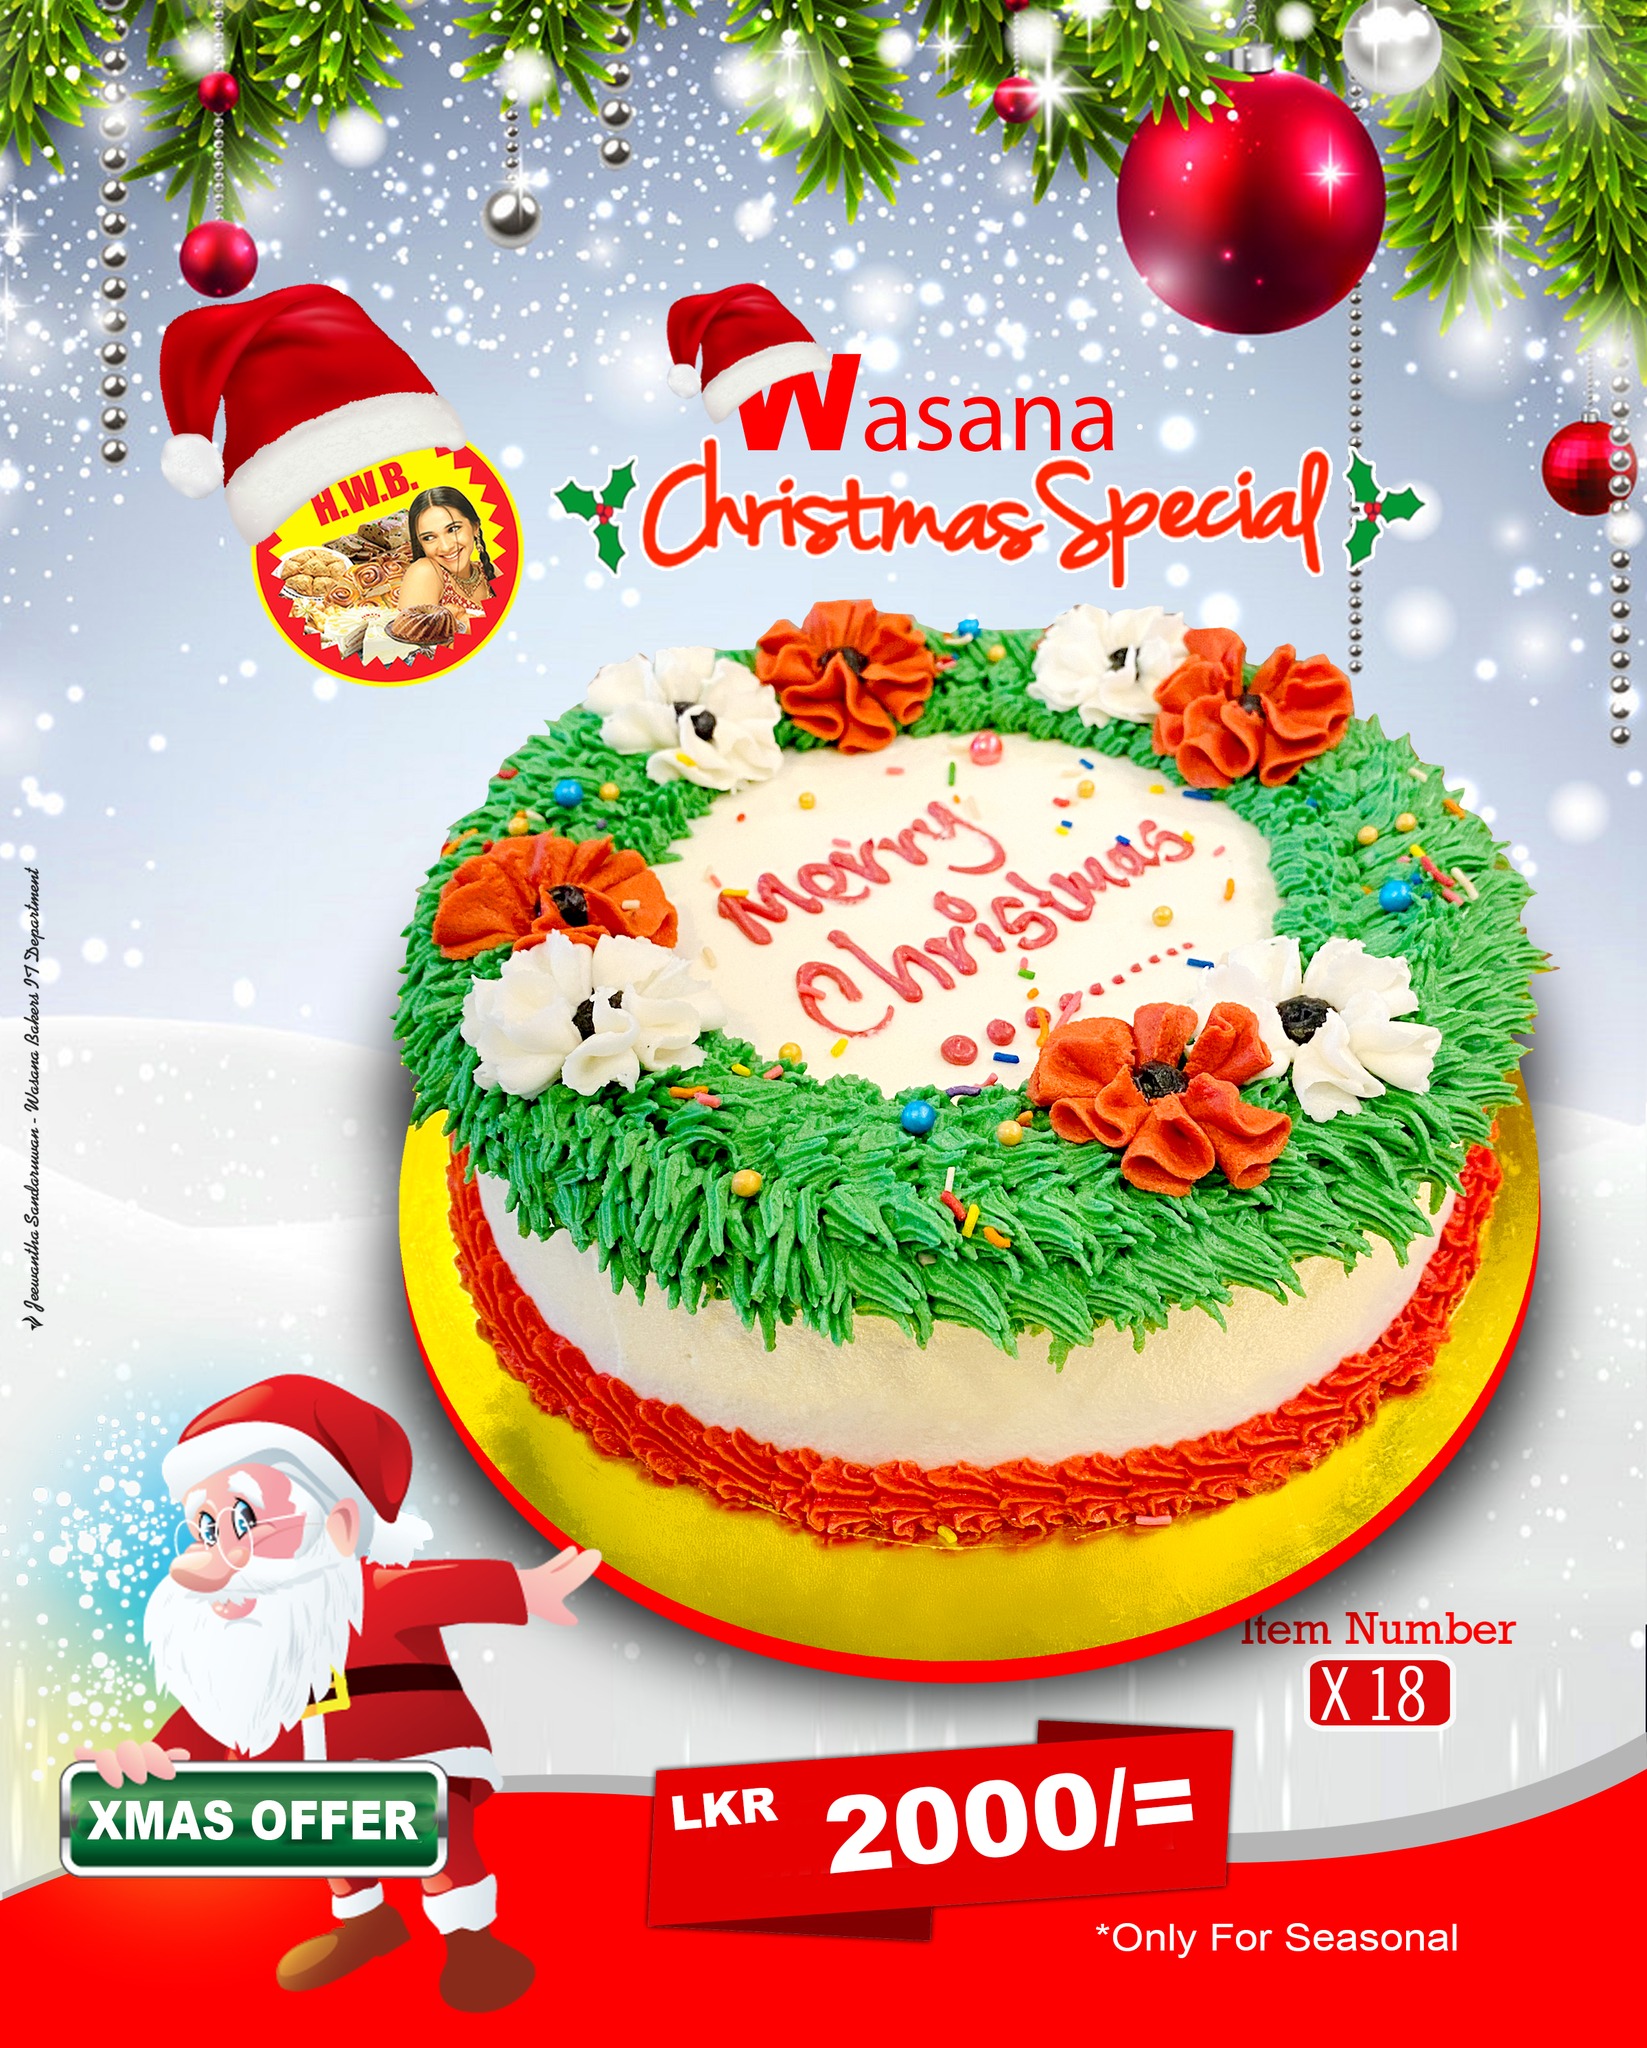 H.W.B.
Wasana
Christmas Special
Merry
Christmas
Jeewantha Sandaruwan - Wasana Bakers IT Department
Item Number
X 18
XMAS OFFER
LKR 2000/=
*Only For Seasonal